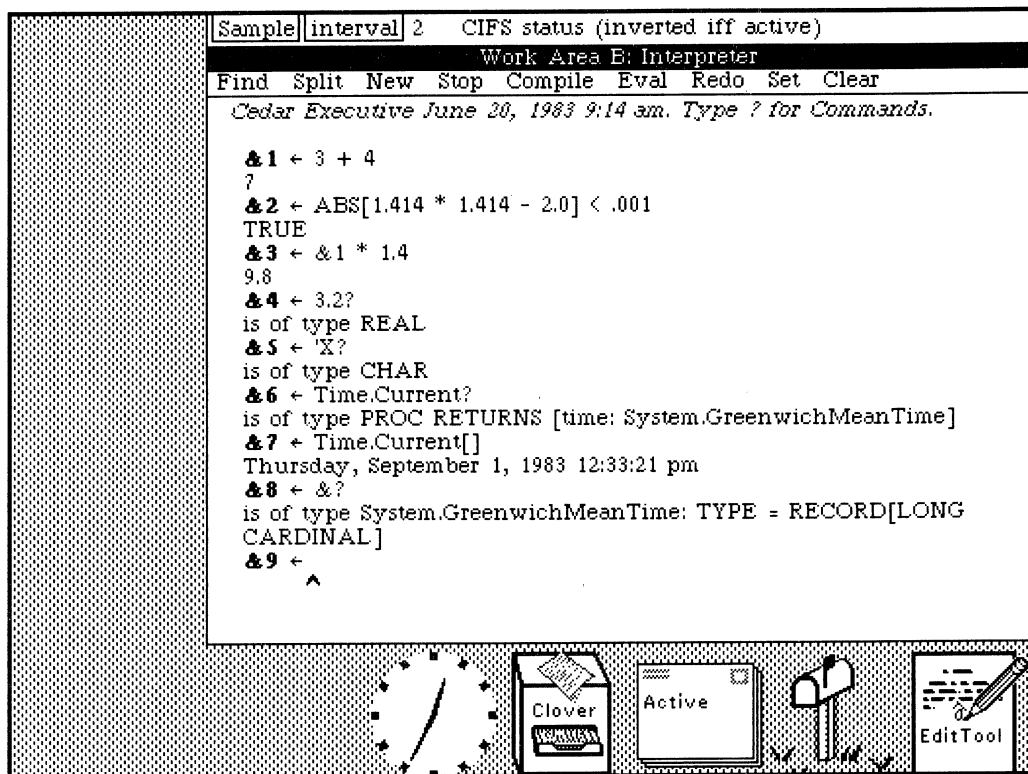 Sample interval 2 CIFS status (inverted iff active)
Work Area B: Interpreter
Find Split New Stop Compile Eval Redo Set Clear
Cedar Executive June 20, 1983 9:14 am. Type ? for Commands.
&1 ← 3 + 4
7
&2 ← ABS[1.414 * 1.414 - 2.0] < .001
TRUE
&3 ← &1 * 1.4
9.8
&4 ← 3.2?
is of type REAL
&5 ← 'X?
is of type CHAR
&6 ← Time.Current?
is of type PROC RETURNS [time: System.GreenwichMeanTime]
&7 ← Time.Current[]
Thursday, September 1, 1983 12:33:21 pm
&8 ← &?
is of type System.GreenwichMeanTime: TYPE = RECORD[LONG
CARDINAL]
&9 ←
Clover
Active
EditTool